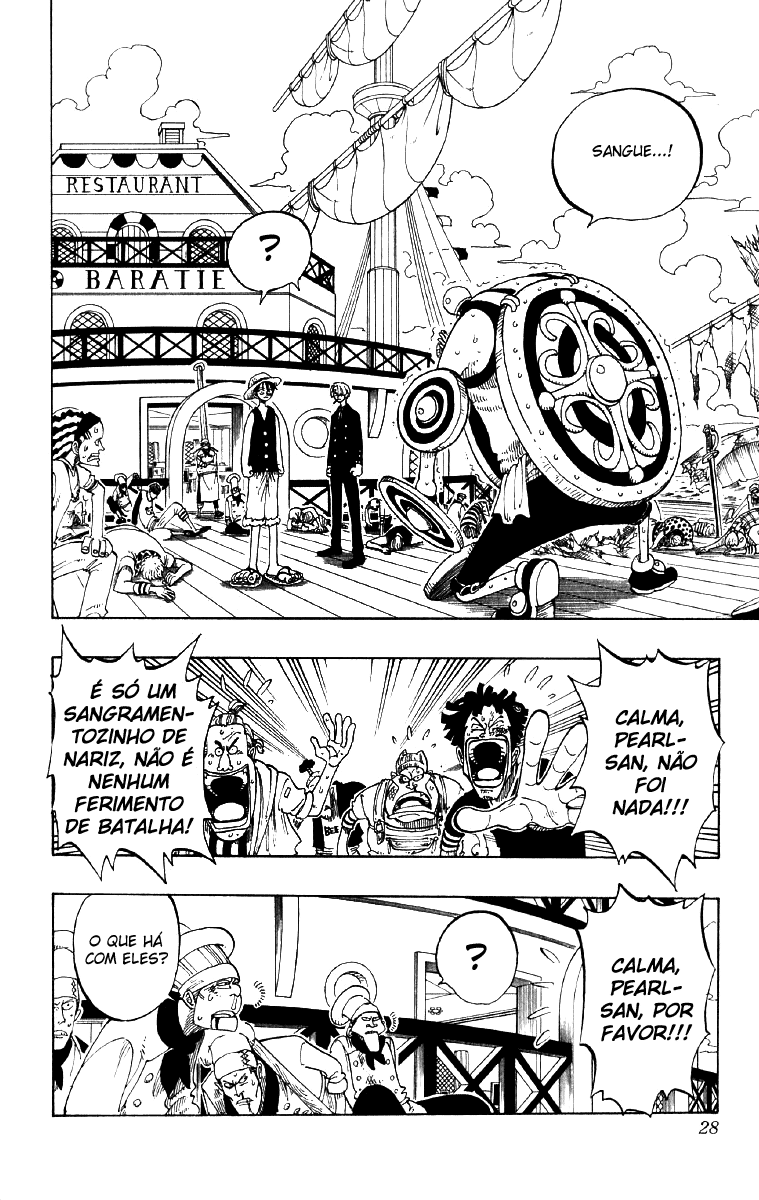 SANGUE...!
RESTAURANT
?
BARATIE
CALMA,
PEARL-
SAN, NÃO
FOI
NADA!!!
É SÓ UM
SANGRAMEN-
TOZINHO DE
NARIZ, NÃO É
NENHUM
FERIMENTO
DE BATALHA!
BEE
CALMA,
PEARL-
SAN, POR
FAVOR!!!
?
O QUE HÁ
COM ELES?
28